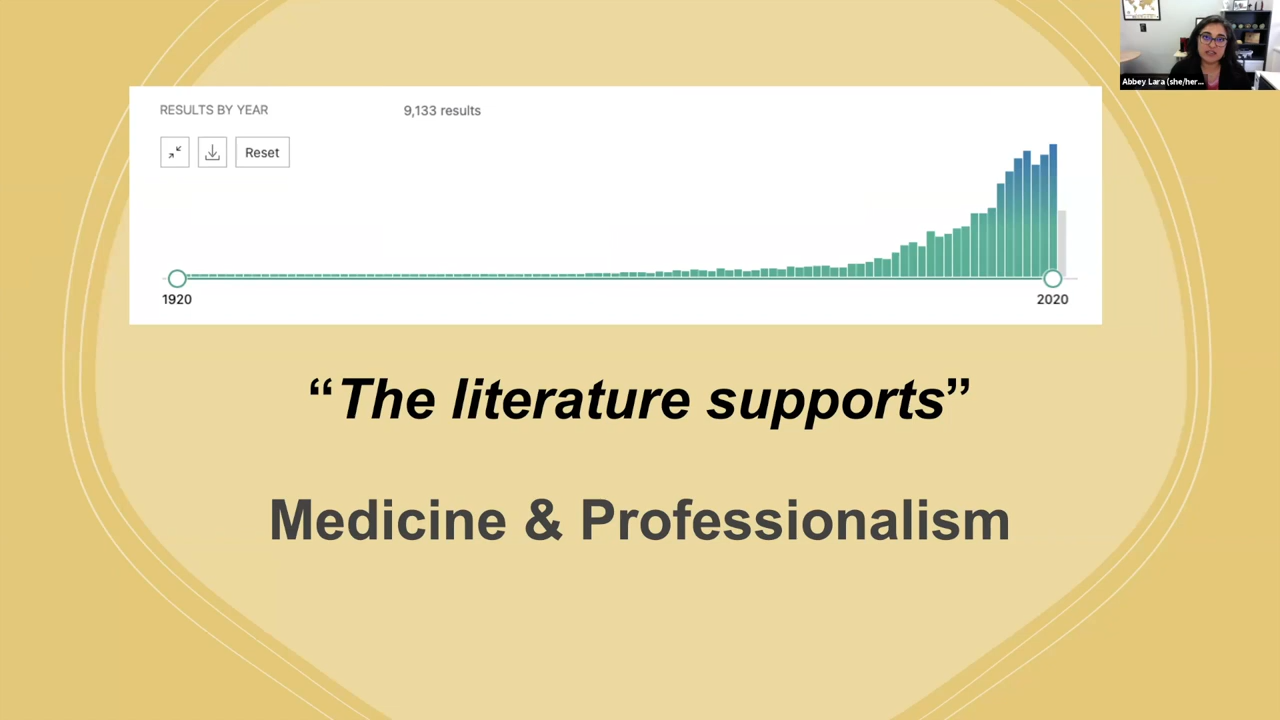 Abbey Lara (she/her...
RESULTS BY YEAR
9,133 results
Reset
1920
2020
“The literature supports”
Medicine & Professionalism